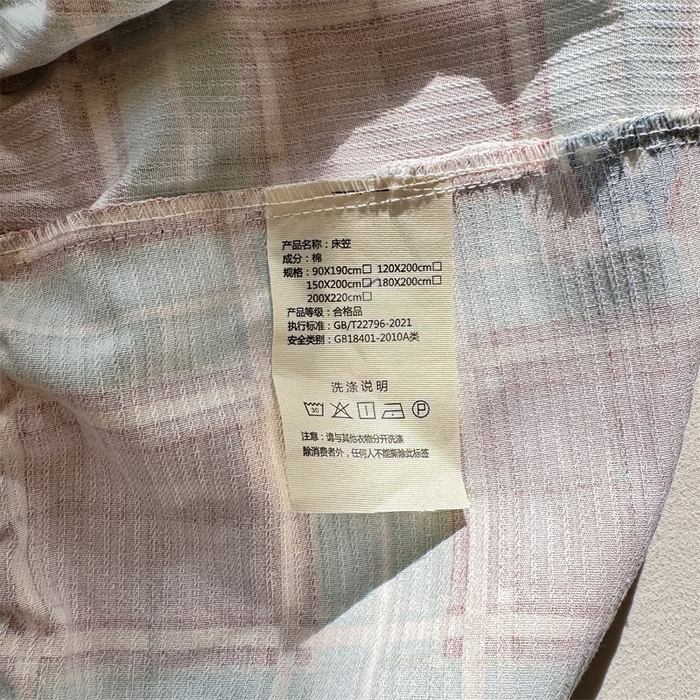 产品名称：床笠
成分：棉
规格：90X190cm□ 120X200cm□
150X200cm☑ 180X200cm□
200X220cm□
产品等级：合格品
执行标准：GB/T22796-2021
安全类别：GB18401-2010A类
洗涤说明
30 P
注意：请与其他衣物分开洗涤
除消费者外，任何人不能撕除此标签